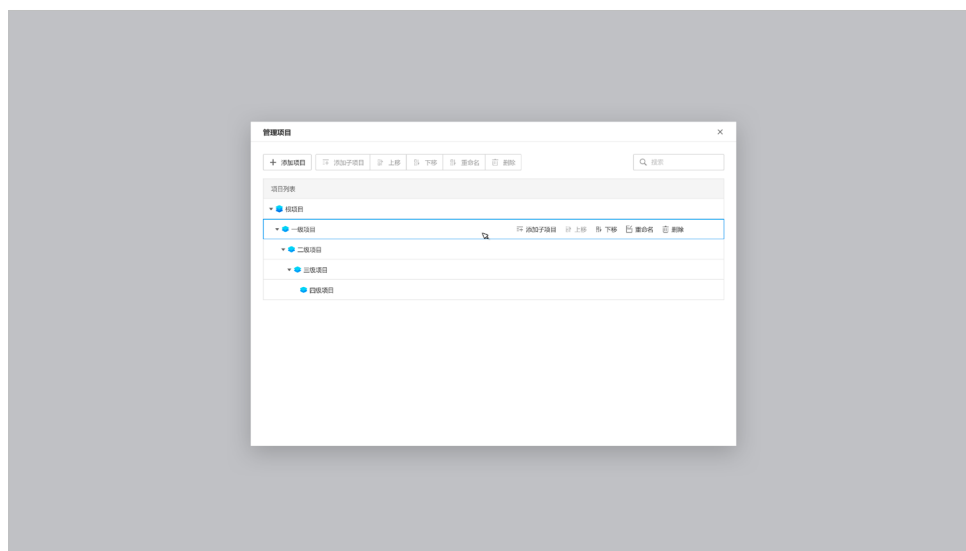 管理项目
添加项目 添加子项目 上移 下移 重命名 删除 搜索
项目列表
根项目
一级项目 添加子项目 上移 下移 重命名 删除
二级项目
三级项目
四级项目